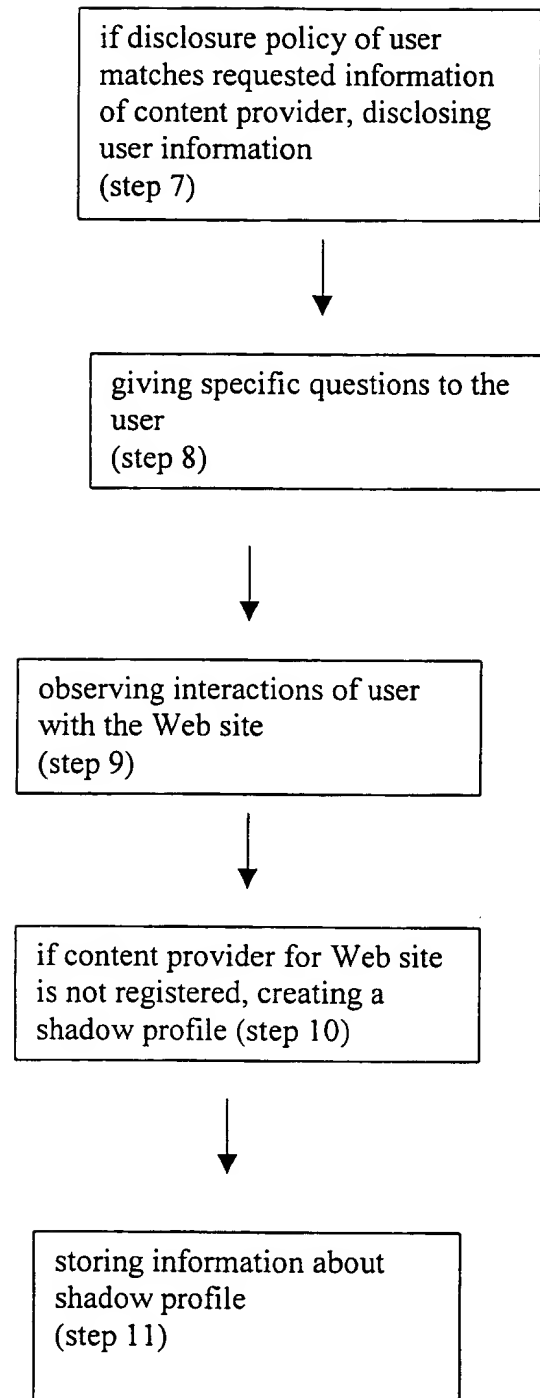 if disclosure policy of user
matches requested information
of content provider, disclosing
user information
(step 7)
giving specific questions to the
user
(step 8)
observing interactions of user
with the Web site
(step 9)
if content provider for Web site
is not registered, creating a
shadow profile (step 10)
storing information about
shadow profile
(step 11)